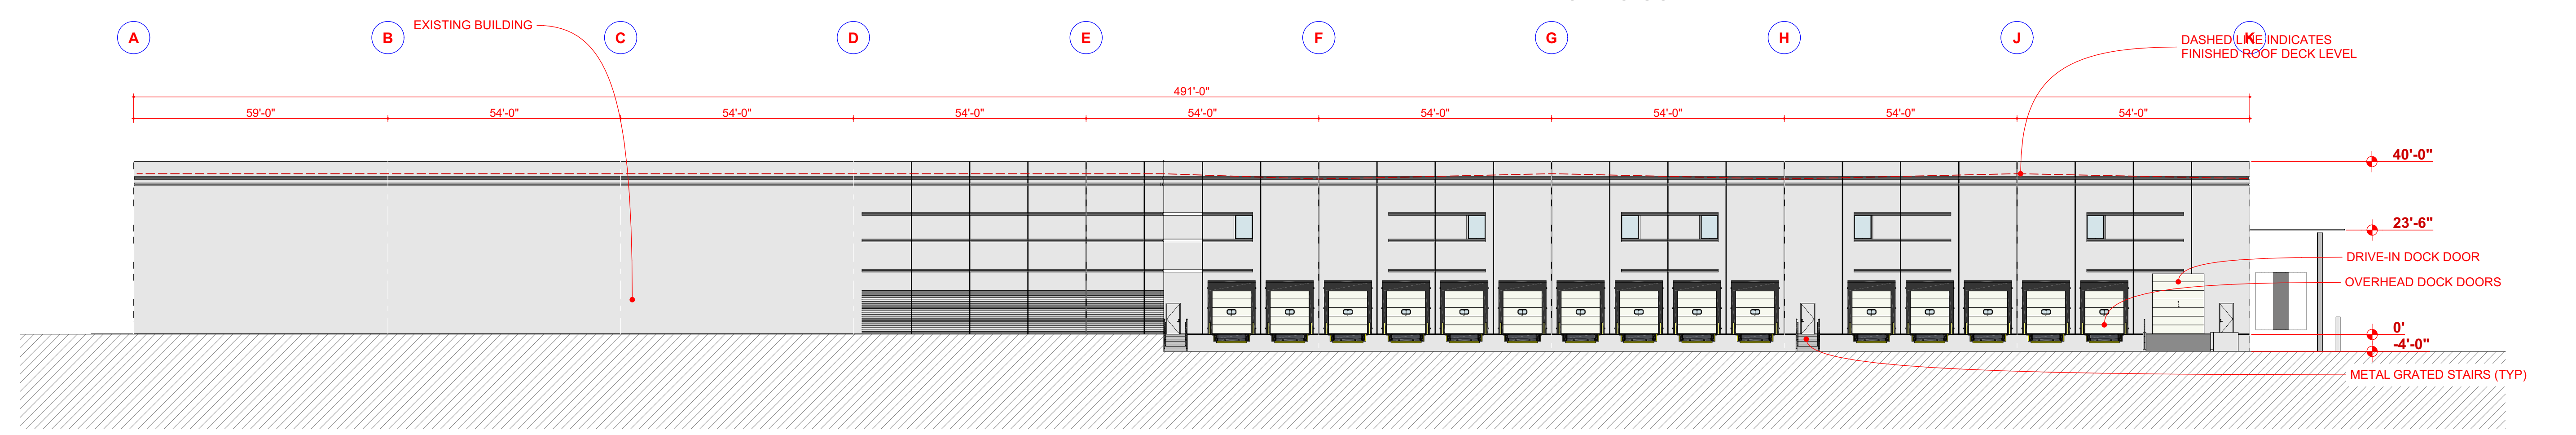 A
B
C
D
E
F
G
H
J
K
EXISTING BUILDING
DASHED LINE INDICATES
FINISHED ROOF DECK LEVEL
491'-0"
59'-0"
54'-0"
54'-0"
54'-0"
54'-0"
54'-0"
54'-0"
54'-0"
54'-0"
40'-0"
23'-6"
DRIVE-IN DOCK DOOR
OVERHEAD DOCK DOORS
0'
-4'-0"
METAL GRATED STAIRS (TYP)